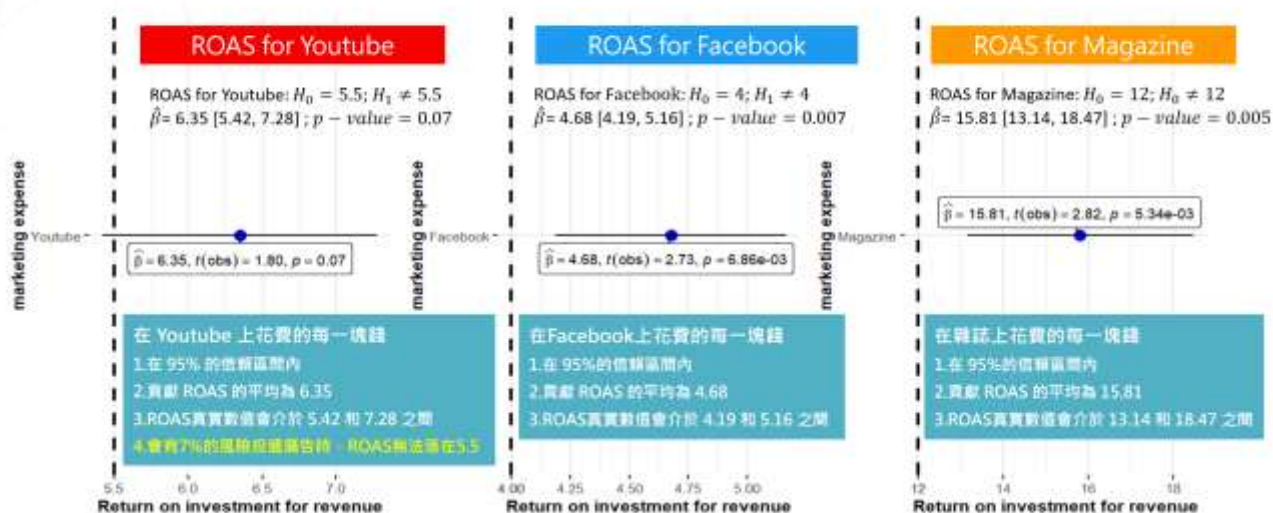 ROAS for Youtube
ROAS for Youtube: H₀ = 5.5; H₁ ≠ 5.5
β̂= 6.35 [5.42, 7.28] ; p − value = 0.07
marketing expense
Youtube
β̂ = 6.35, t(obs) = 1.80, p = 0.07
在 Youtube 上花費的每一塊錢
1.在 95% 的信賴區間內
2.貢獻 ROAS 的平均為 6.35
3.ROAS真實數值會介於 5.42 和 7.28 之間
4.會有7%的風險投遞廣告時，ROAS無法落在5.5
5.5 6.0 6.5 7.0
Return on investment for revenue
ROAS for Facebook
ROAS for Facebook: H₀ = 4; H₁ ≠ 4
β̂= 4.68 [4.19, 5.16] ; p − value = 0.007
marketing expense
Facebook
β̂ = 4.68, t(obs) = 2.73, p = 6.86e-03
在Facebook上花費的每一塊錢
1.在 95%的信賴區間內
2.貢獻 ROAS 的平均為 4.68
3.ROAS真實數值會介於 4.19 和 5.16 之間
4.00 4.25 4.50 4.75 5.00
Return on investment for revenue
ROAS for Magazine
ROAS for Magazine: H₀ = 12; H₀ ≠ 12
β̂= 15.81 [13.14, 18.47] ; p − value = 0.005
marketing expense
Magazine
β̂ = 15.81, t(obs) = 2.82, p = 5.34e-03
在雜誌上花費的每一塊錢
1.在 95%的信賴區間內
2.貢獻 ROAS 的平均為 15.81
3.ROAS真實數值會介於 13.14 和 18.47 之間
12 14 16 18
Return on investment for revenue